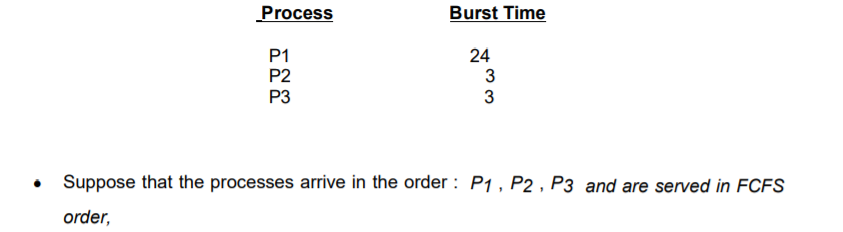 Process Burst Time
P1 24
P2 3
P3 3
• Suppose that the processes arrive in the order : P1 , P2 , P3 and are served in FCFS
order,